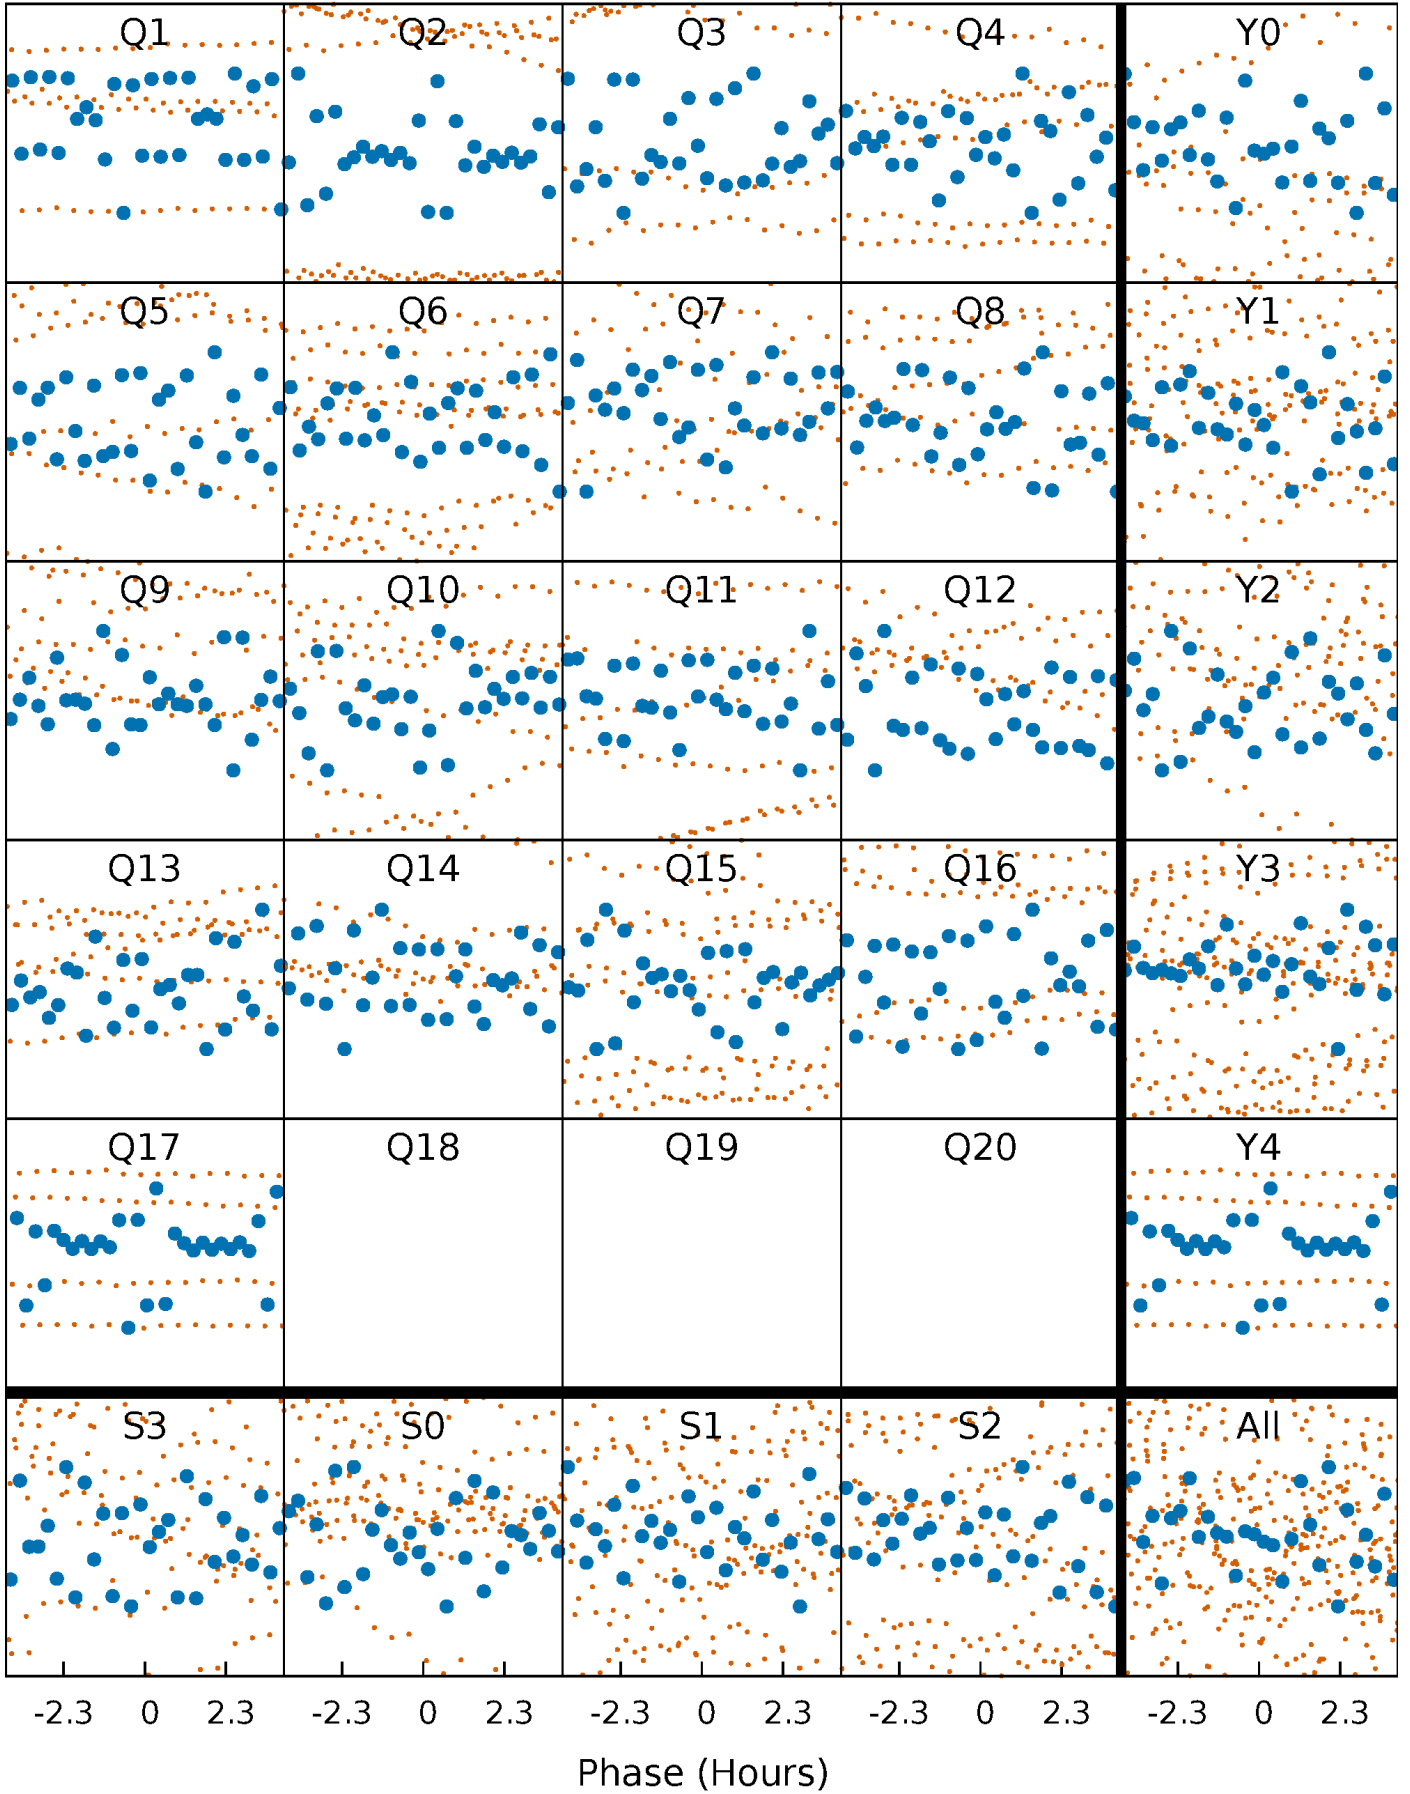 Q1 Q2 Q3 Q4 Y0
Q5 Q6 Q7 Q8 Y1
Q9 Q10 Q11 Q12 Y2
Q13 Q14 Q15 Q16 Y3
Q17 Q18 Q19 Q20 Y4
S3 S0 S1 S2 All
-2.3 0 2.3 -2.3 0 2.3 -2.3 0 2.3 -2.3 0 2.3 -2.3 0 2.3
Phase (Hours)